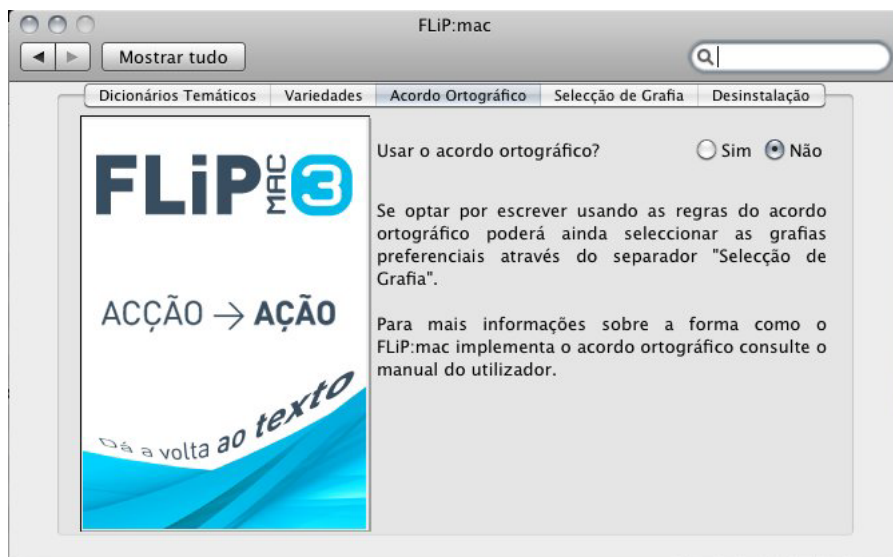 FLiP:mac
Mostrar tudo
Dicionários Temáticos Variedades Acordo Ortográfico Selecção de Grafia Desinstalação
FLiP MAC 3
ACÇÃO → AÇÃO
Dá a volta ao texto
Usar o acordo ortográfico? Sim Não
Se optar por escrever usando as regras do acordo
ortográfico poderá ainda seleccionar as grafias
preferenciais através do separador "Selecção de
Grafia".
Para mais informações sobre a forma como o
FLiP:mac implementa o acordo ortográfico consulte o
manual do utilizador.